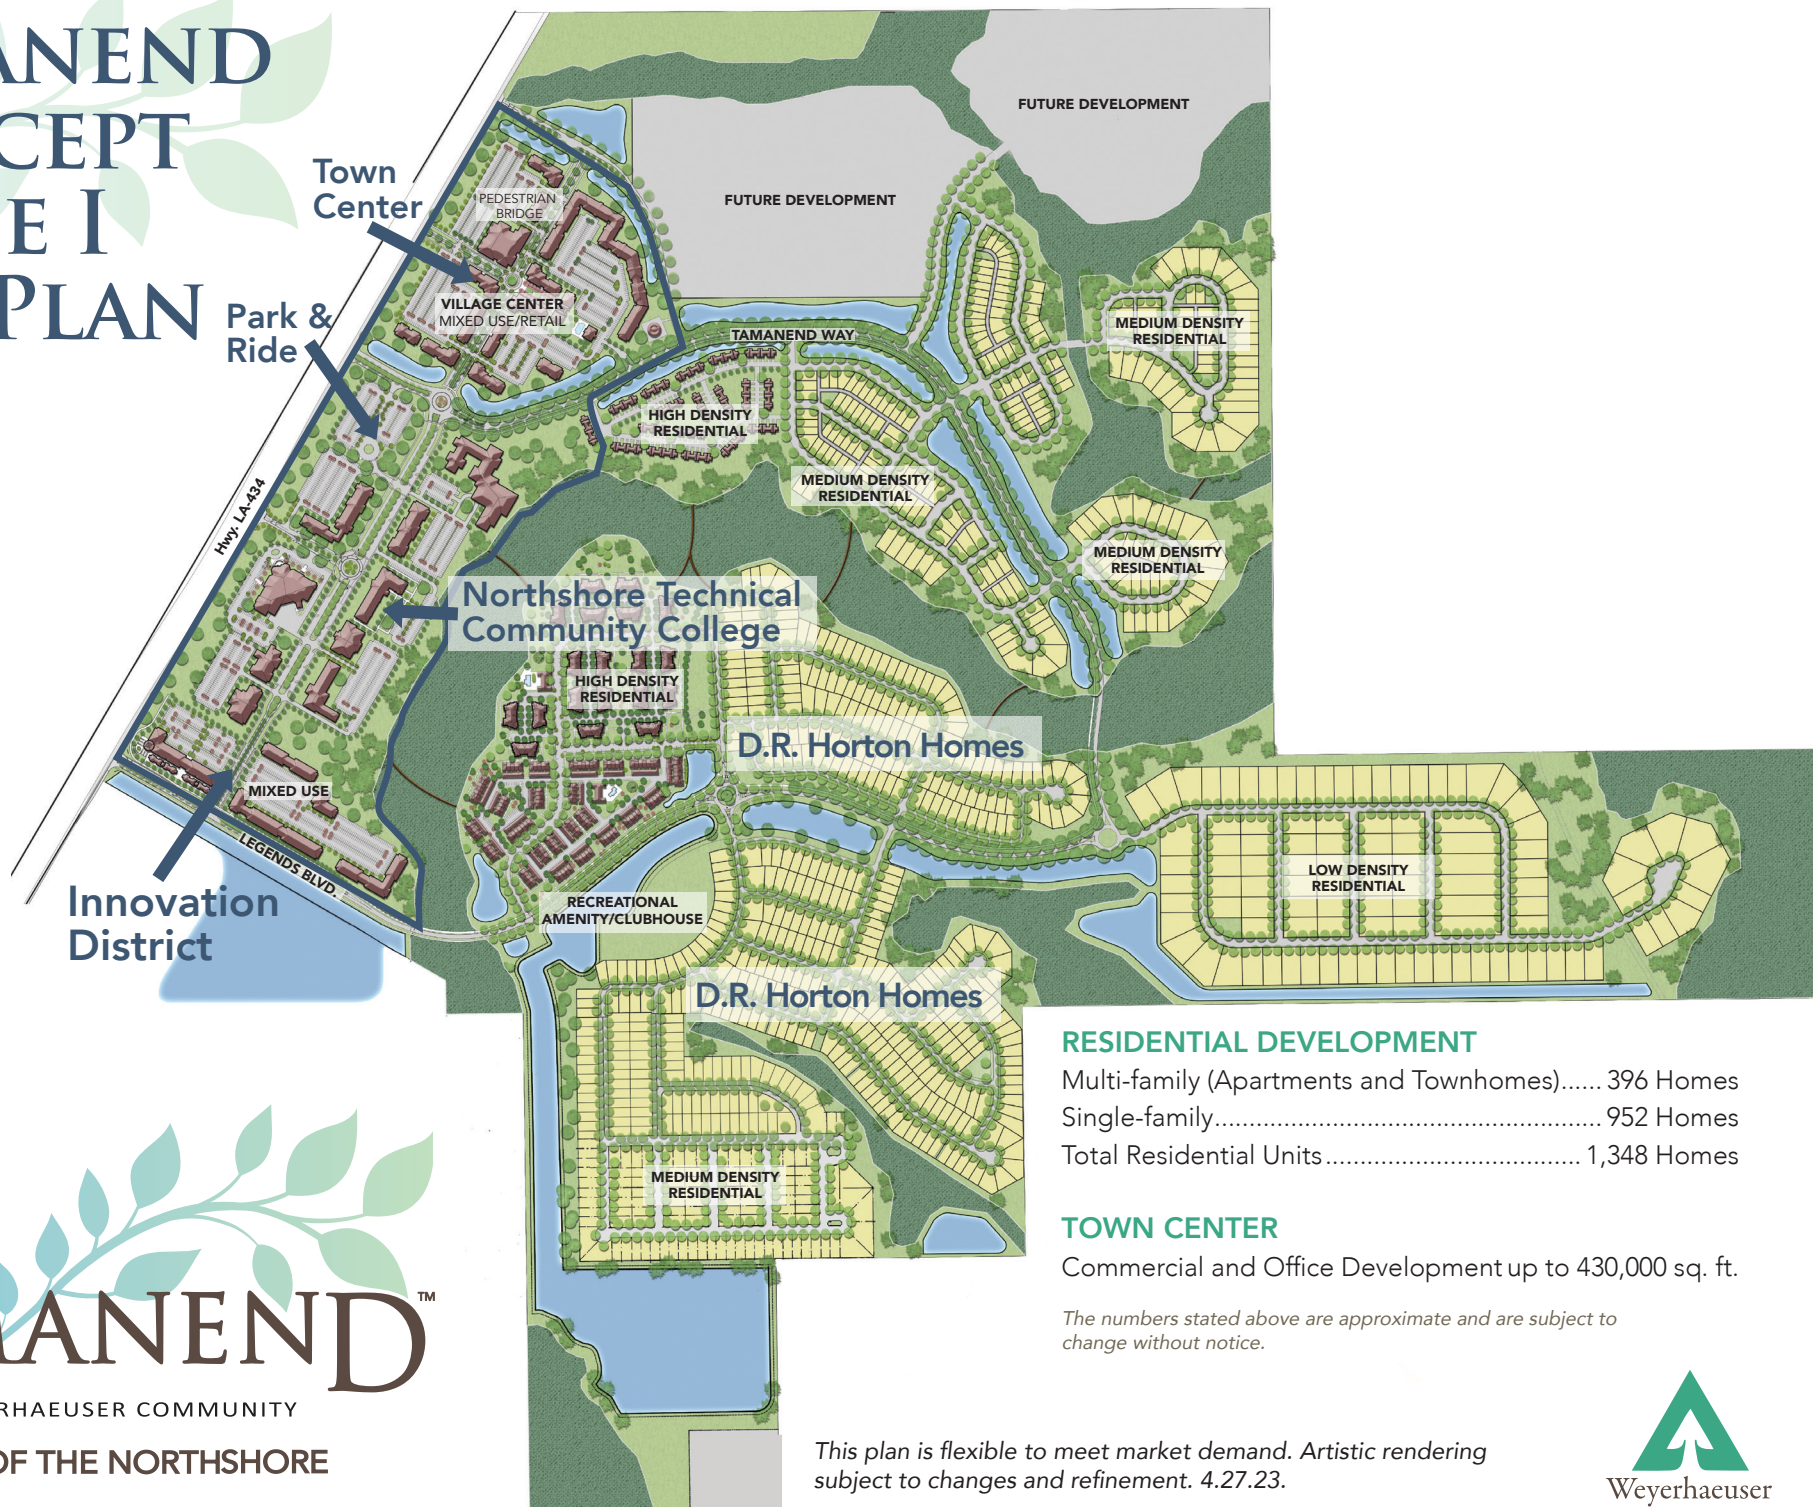 ANEND
CEPT
E I
PLAN
Town
Center
Park &
Ride
Hwy. LA-434
PEDESTRIAN
BRIDGE
VILLAGE CENTER
MIXED USE/RETAIL
FUTURE DEVELOPMENT
FUTURE DEVELOPMENT
TAMANEND WAY
HIGH DENSITY
RESIDENTIAL
MEDIUM DENSITY
RESIDENTIAL
MEDIUM DENSITY
RESIDENTIAL
MEDIUM DENSITY
RESIDENTIAL
Northshore Technical
Community College
HIGH DENSITY
RESIDENTIAL
D.R. Horton Homes
MIXED USE
LEGENDS BLVD.
Innovation
District
RECREATIONAL
AMENITY/CLUBHOUSE
LOW DENSITY
RESIDENTIAL
D.R. Horton Homes
MEDIUM DENSITY
RESIDENTIAL
RESIDENTIAL DEVELOPMENT
Multi-family (Apartments and Townhomes)...... 396 Homes
Single-family........................................................ 952 Homes
Total Residential Units ..................................... 1,348 Homes
TOWN CENTER
Commercial and Office Development up to 430,000 sq. ft.
The numbers stated above are approximate and are subject to
change without notice.
ANEND™
RHAEUSER COMMUNITY
OF THE NORTHSHORE
This plan is flexible to meet market demand. Artistic rendering
subject to changes and refinement. 4.27.23.
Weyerhaeuser